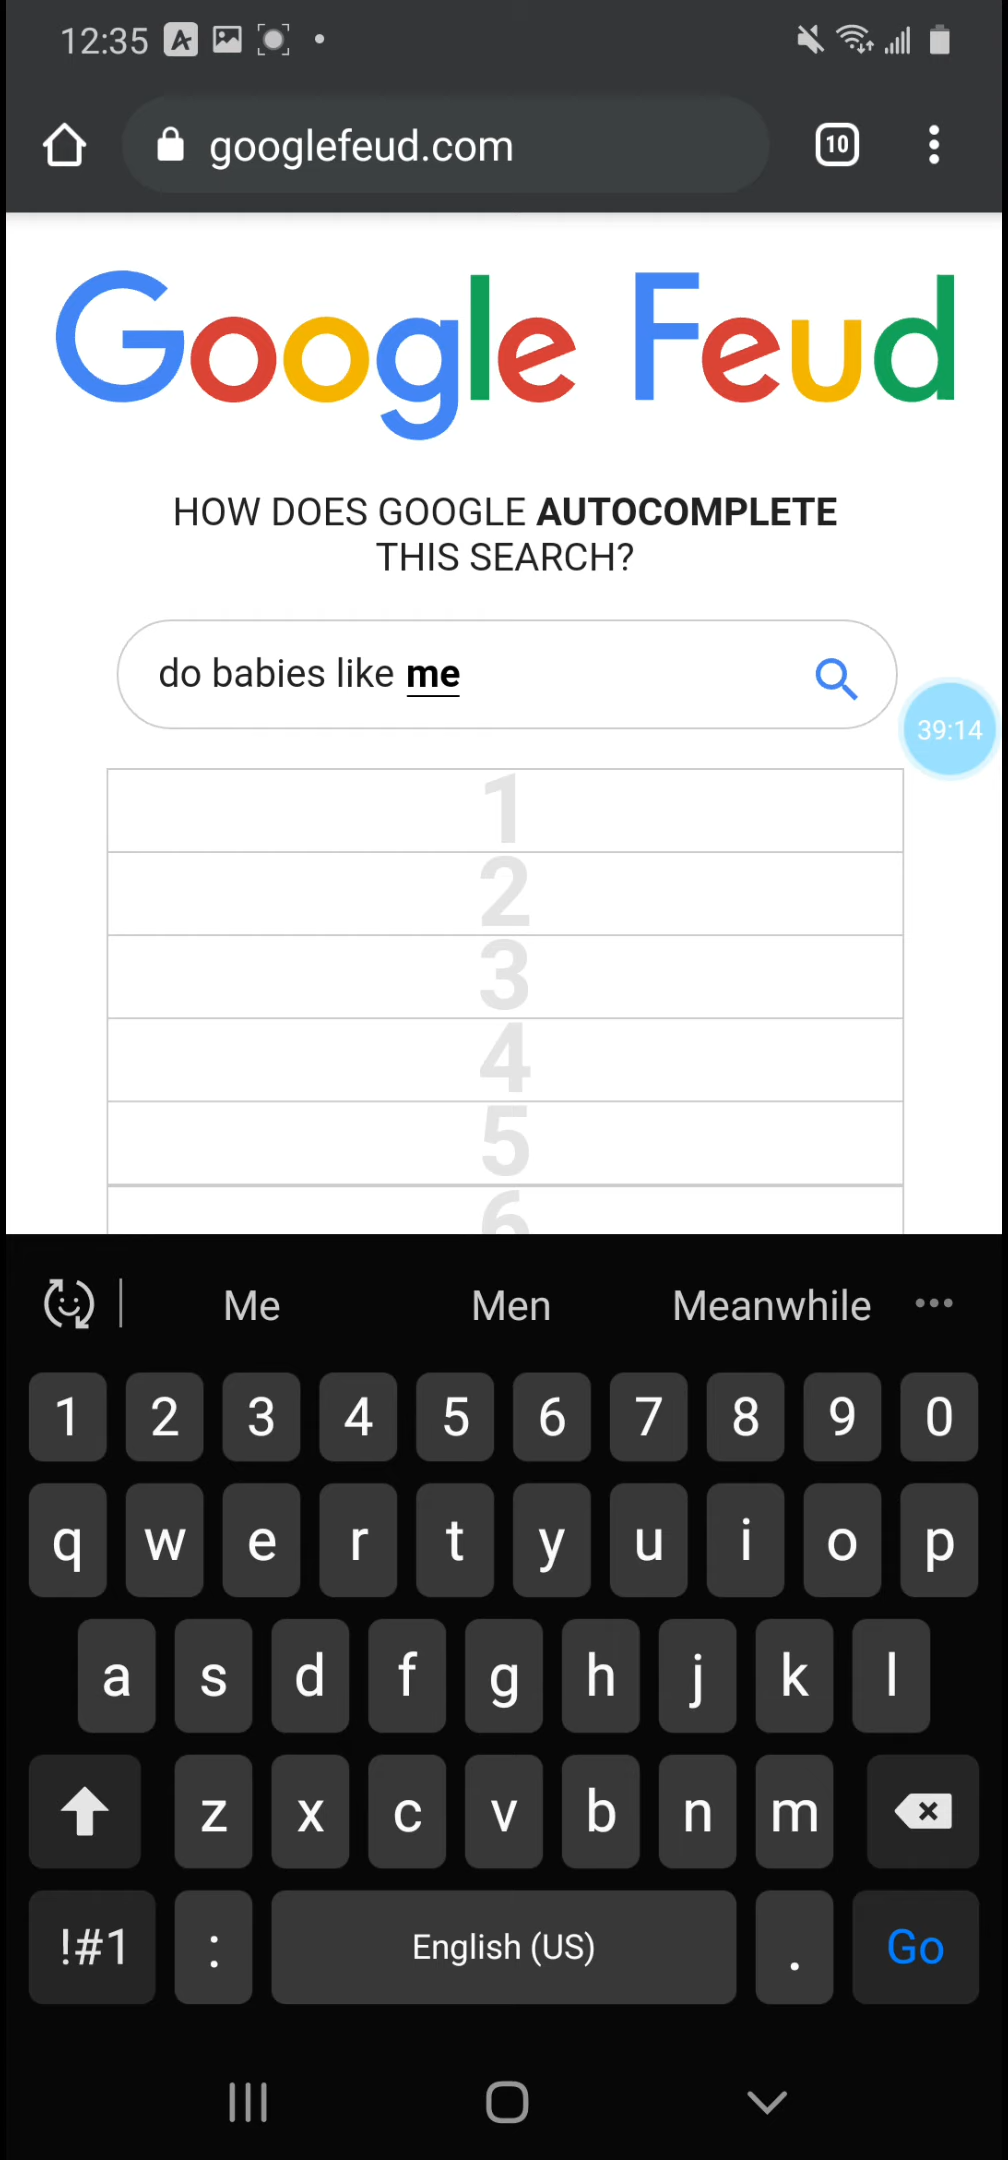 12:35
googlefeud.com
10
Google Feud
HOW DOES GOOGLE AUTOCOMPLETE
THIS SEARCH?
do babies like me
39:14
1
2
3
4
5
6
Me Men Meanwhile
1 2 3 4 5 6 7 8 9 0
q w e r t y u i o p
a s d f g h j k l
z x c v b n m
!#1 : English (US) . Go